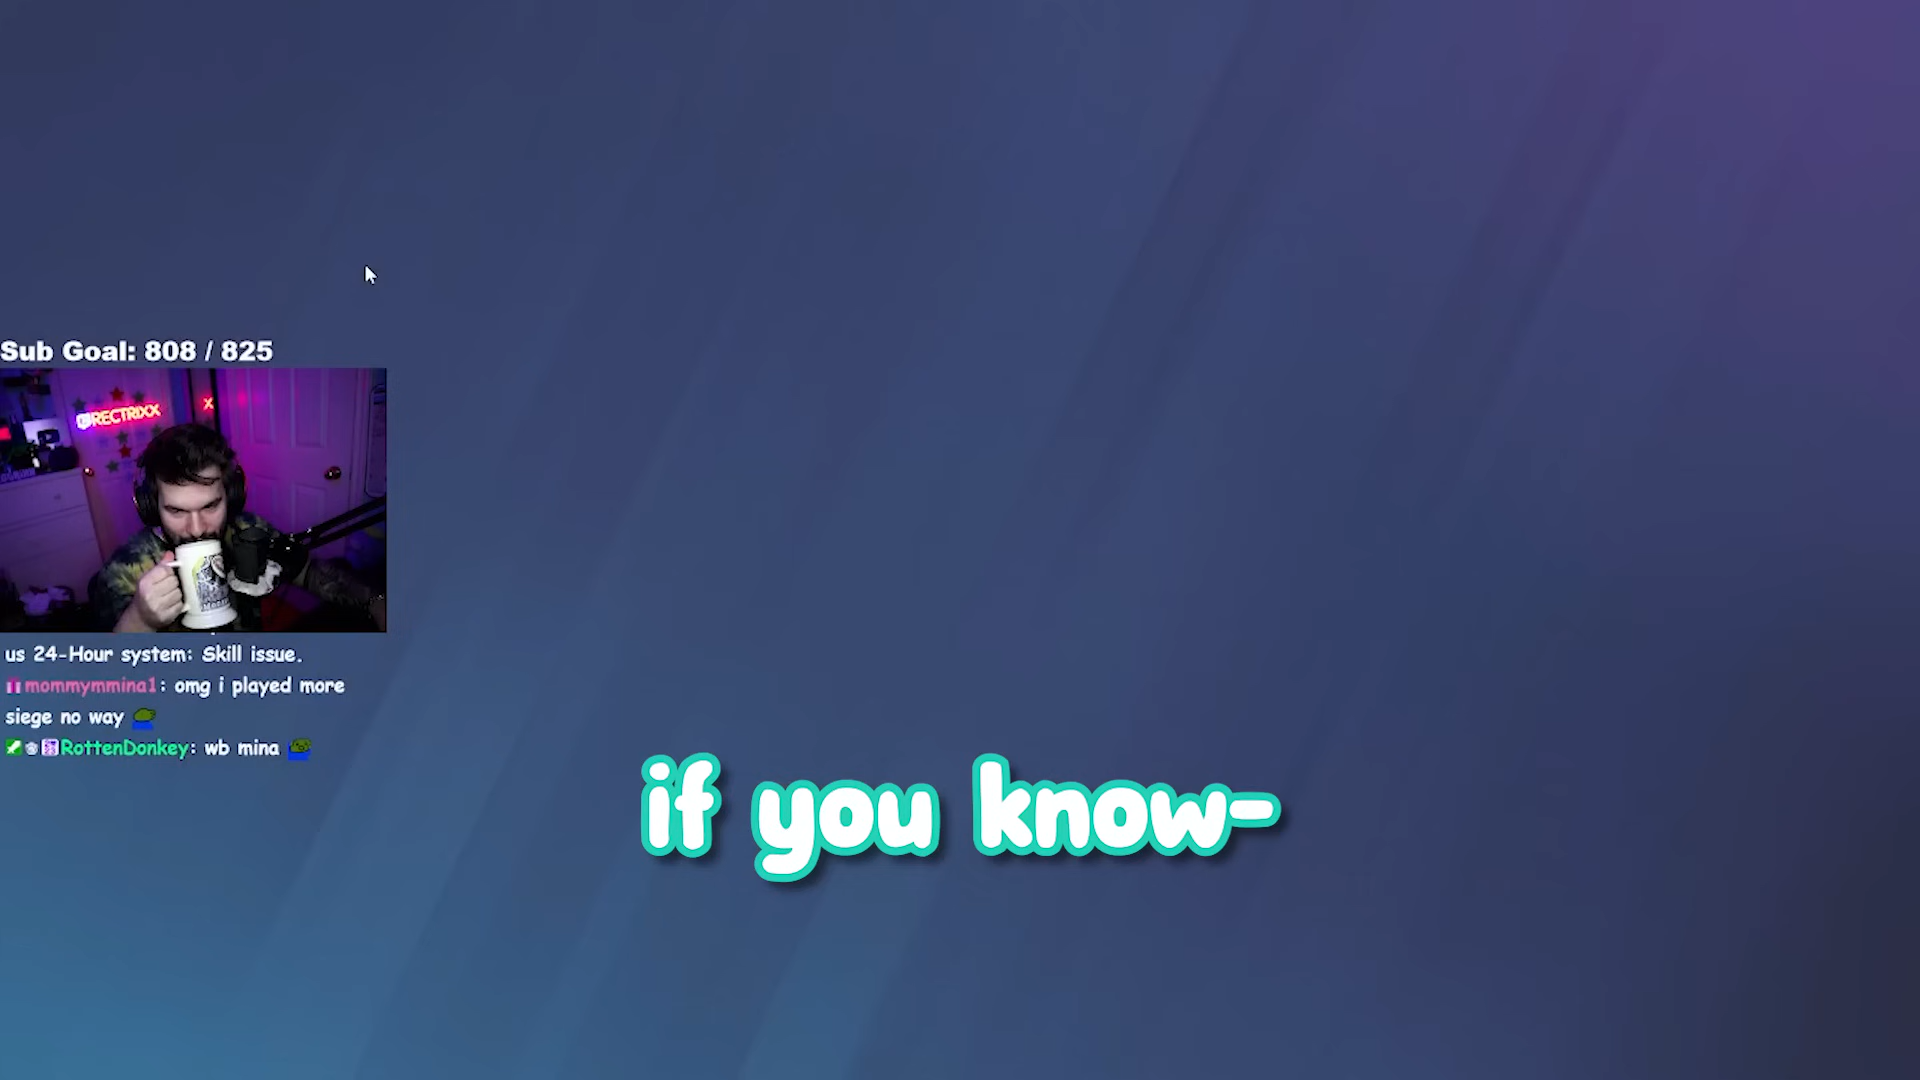 Sub Goal: 808 / 825
RECTRIXX
X
us 24-Hour system: Skill issue.
mommymmina1: omg i played more
siege no way
RottenDonkey: wb mina
if you know-